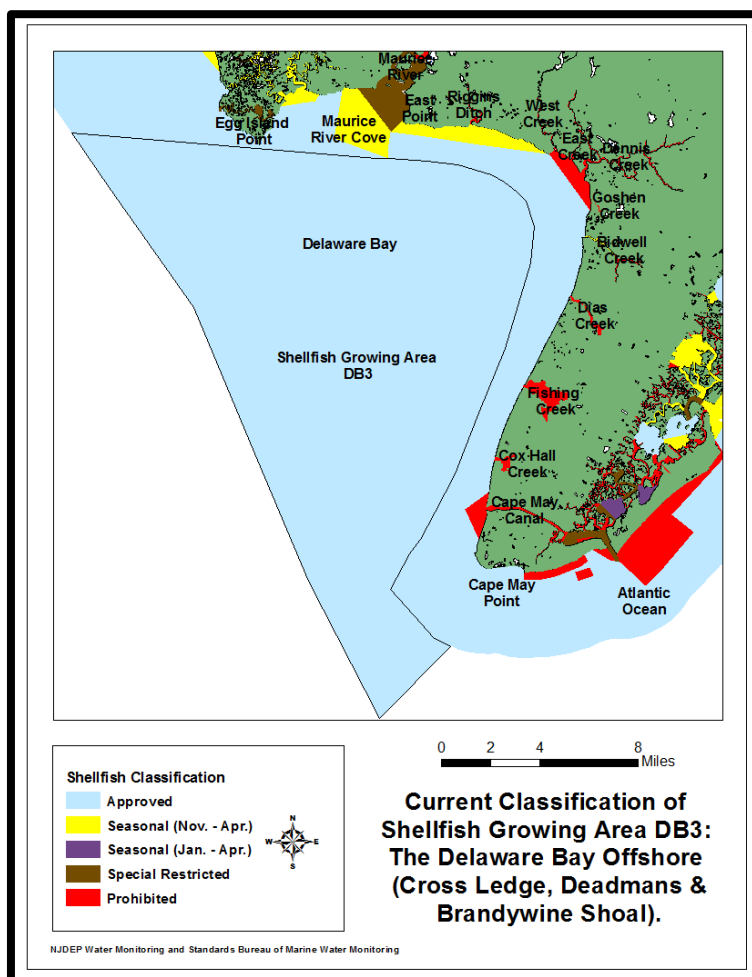 Maurice
River
Egg Island
Point
Maurice
River Cove
East
Point
Riggins
Ditch
West
Creek
East
Creek
Dennis
Creek
Goshen
Creek
Bidwell
Creek
Delaware Bay
Dias
Creek
Shellfish Growing Area
DB3
Fishing
Creek
Cox Hall
Creek
Cape May
Canal
Cape May
Point
Atlantic
Ocean
0 2 4 8
Miles
Shellfish Classification
Approved
Seasonal (Nov. - Apr.)
Seasonal (Jan. - Apr.)
Special Restricted
Prohibited
N
W E
S
Current Classification of
Shellfish Growing Area DB3:
The Delaware Bay Offshore
(Cross Ledge, Deadmans &
Brandywine Shoal).
NJDEP Water Monitoring and Standards Bureau of Marine Water Monitoring